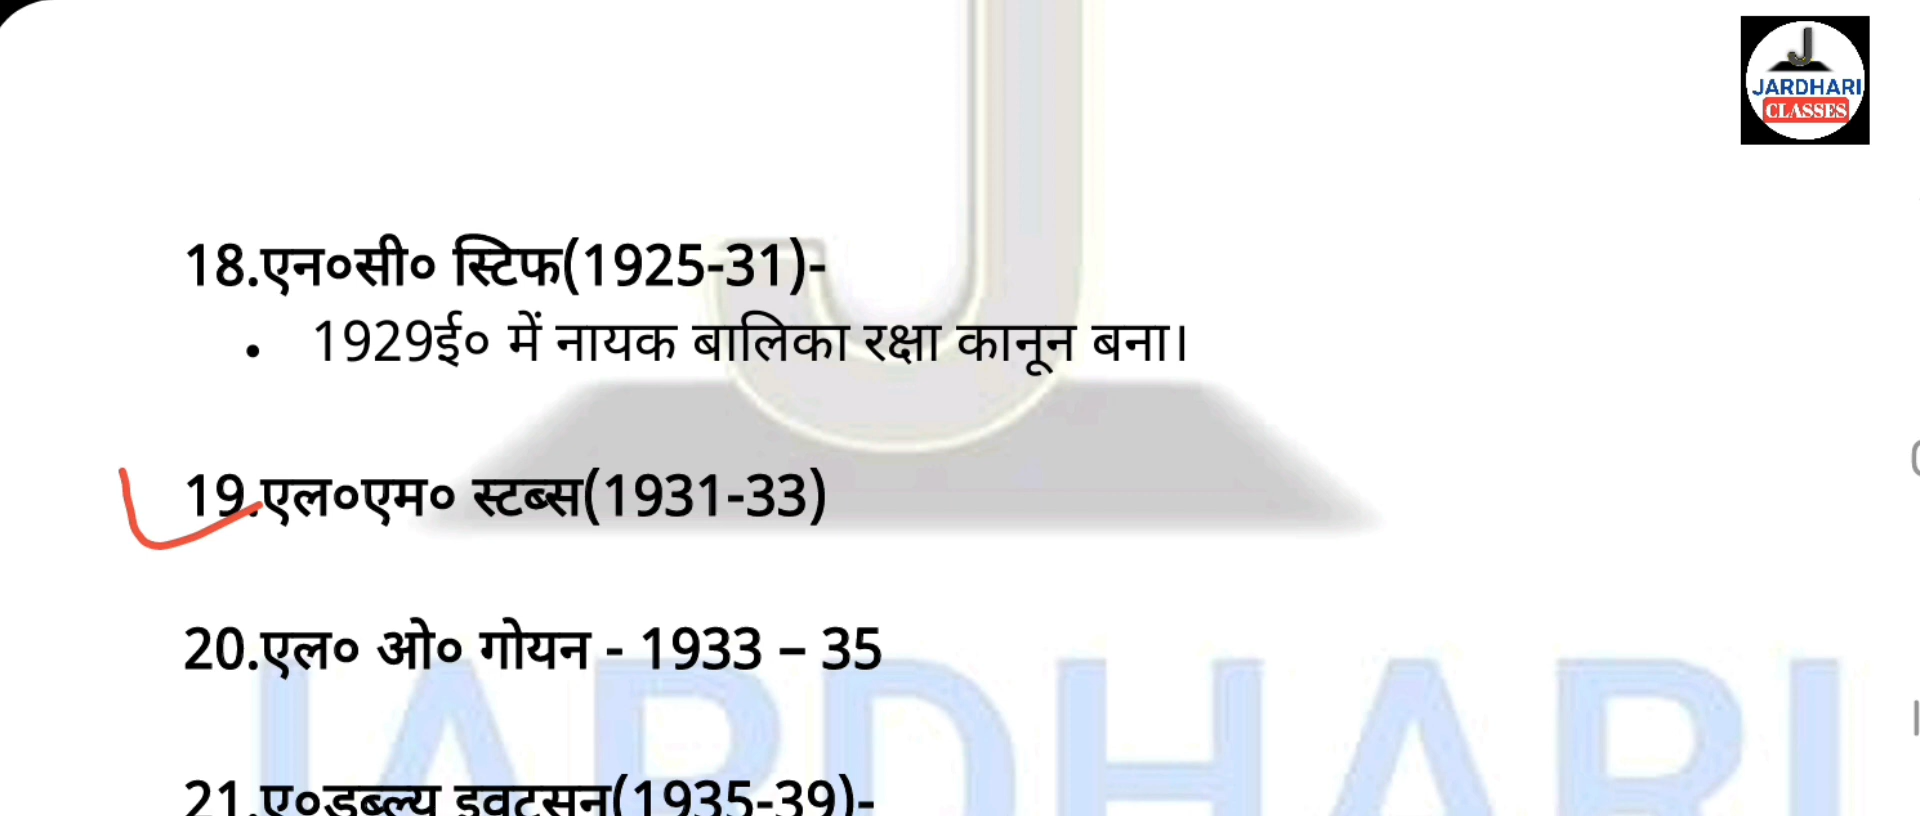 J
JARDHARI
CLASSES
18.एन०सी० स्टिफ(1925-31)-
• 1929ई० में नायक बालिका रक्षा कानून बना।
19.एल०एम० स्टब्स(1931-33)
20.एल० ओ० गोयन - 1933 – 35
21.ए०डब्ल्यू इवटसन(1935-39)-
JARDHARI